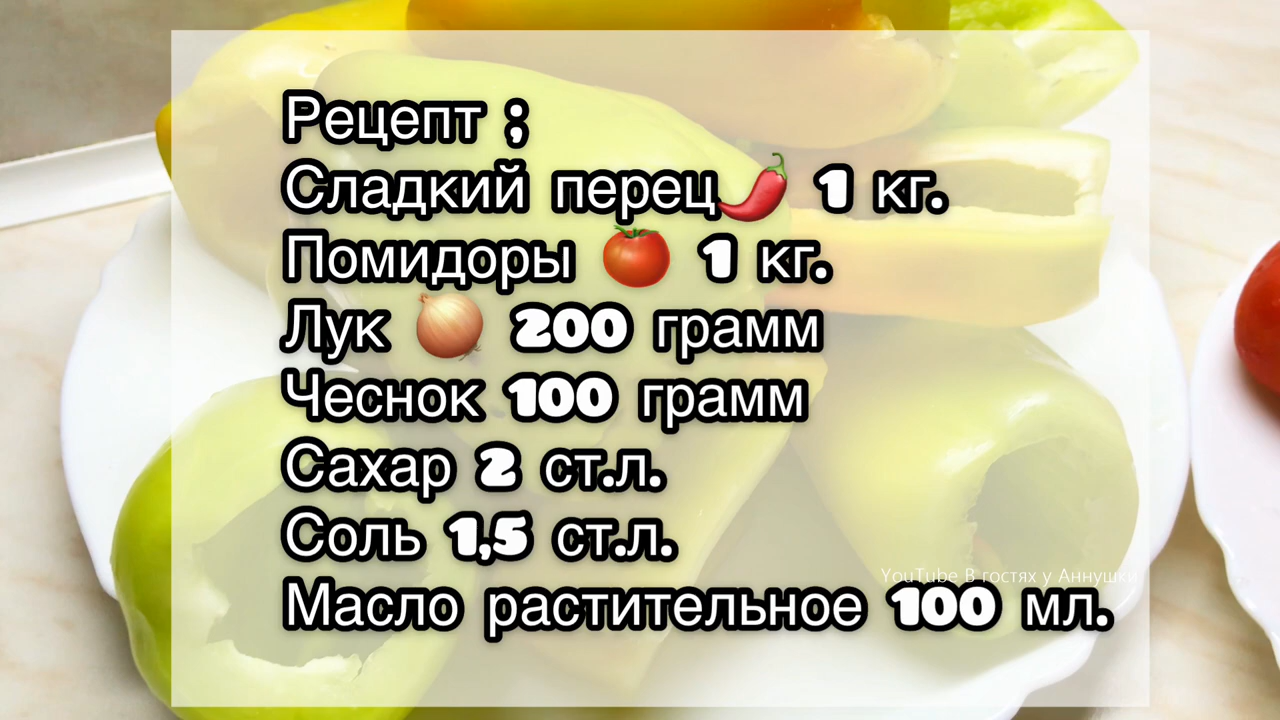 Рецепт ;
Сладкий перец🌶 1 кг.
Помидоры 🍅 1 кг.
Лук 🧅 200 грамм
Чеснок 100 грамм
Сахар 2 ст.л.
Соль 1,5 ст.л.
YouTube В гостях у Аннушки
Масло растительное 100 мл.